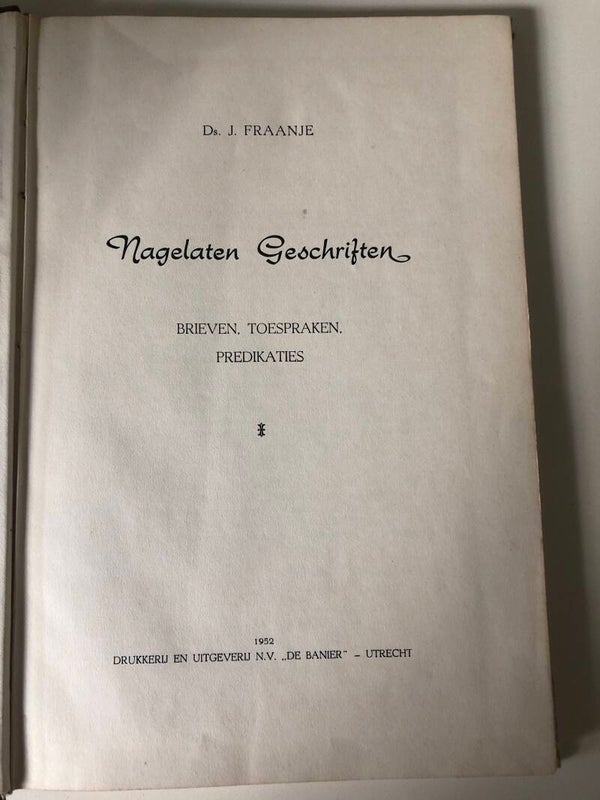 Ds. J. FRAANJE
Nagelaten Geschriften
BRIEVEN, TOESPRAKEN,
PREDIKATIES
1952
DRUKKERIJ EN UITGEVERIJ N.V. „DE BANIER” – UTRECHT